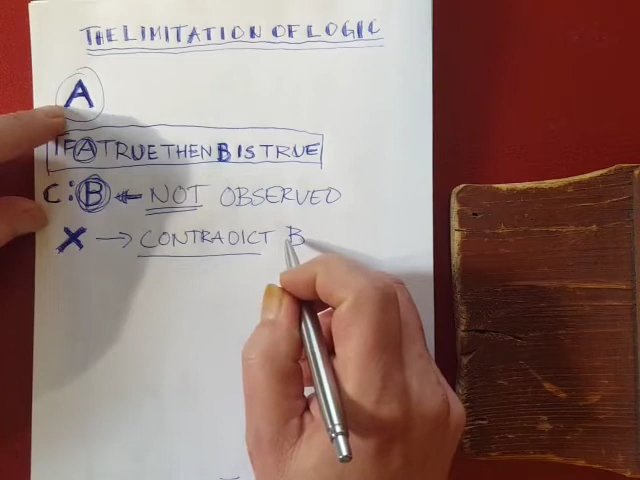 THE LIMITATION OF LOGIC
A
IF A TRUE THEN B IS TRUE
C: B ← NOT OBSERVED
X → CONTRADICT B